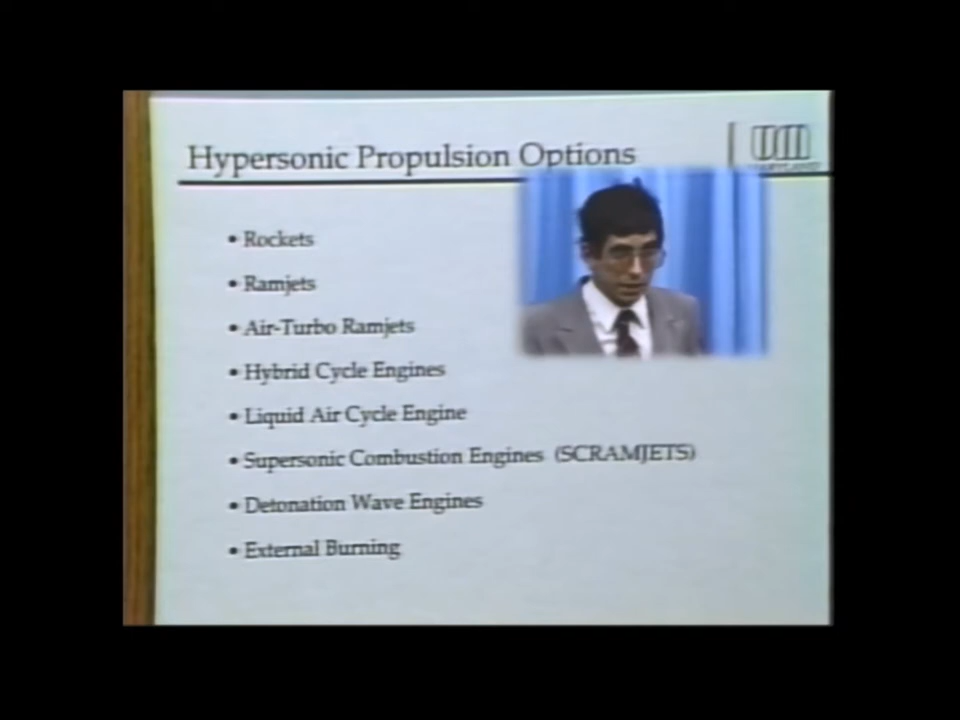 Hypersonic Propulsion Options
• Rockets
• Ramjets
• Air-Turbo Ramjets
• Hybrid Cycle Engines
• Liquid Air Cycle Engine
• Supersonic Combustion Engines (SCRAMJETS)
• Detonation Wave Engines
• External Burning